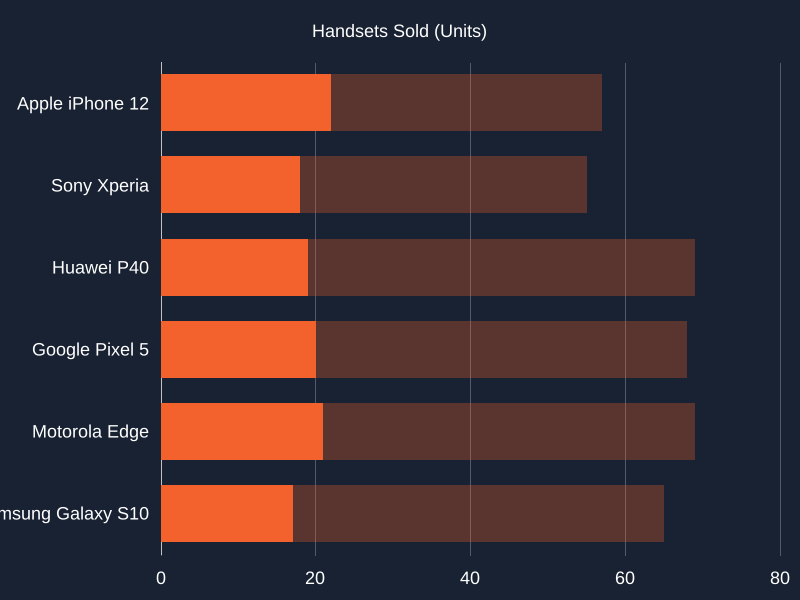 Handsets Sold (Units)
Apple iPhone 12
Sony Xperia
Huawei P40
Google Pixel 5
Motorola Edge
msung Galaxy S10
0 20 40 60 80